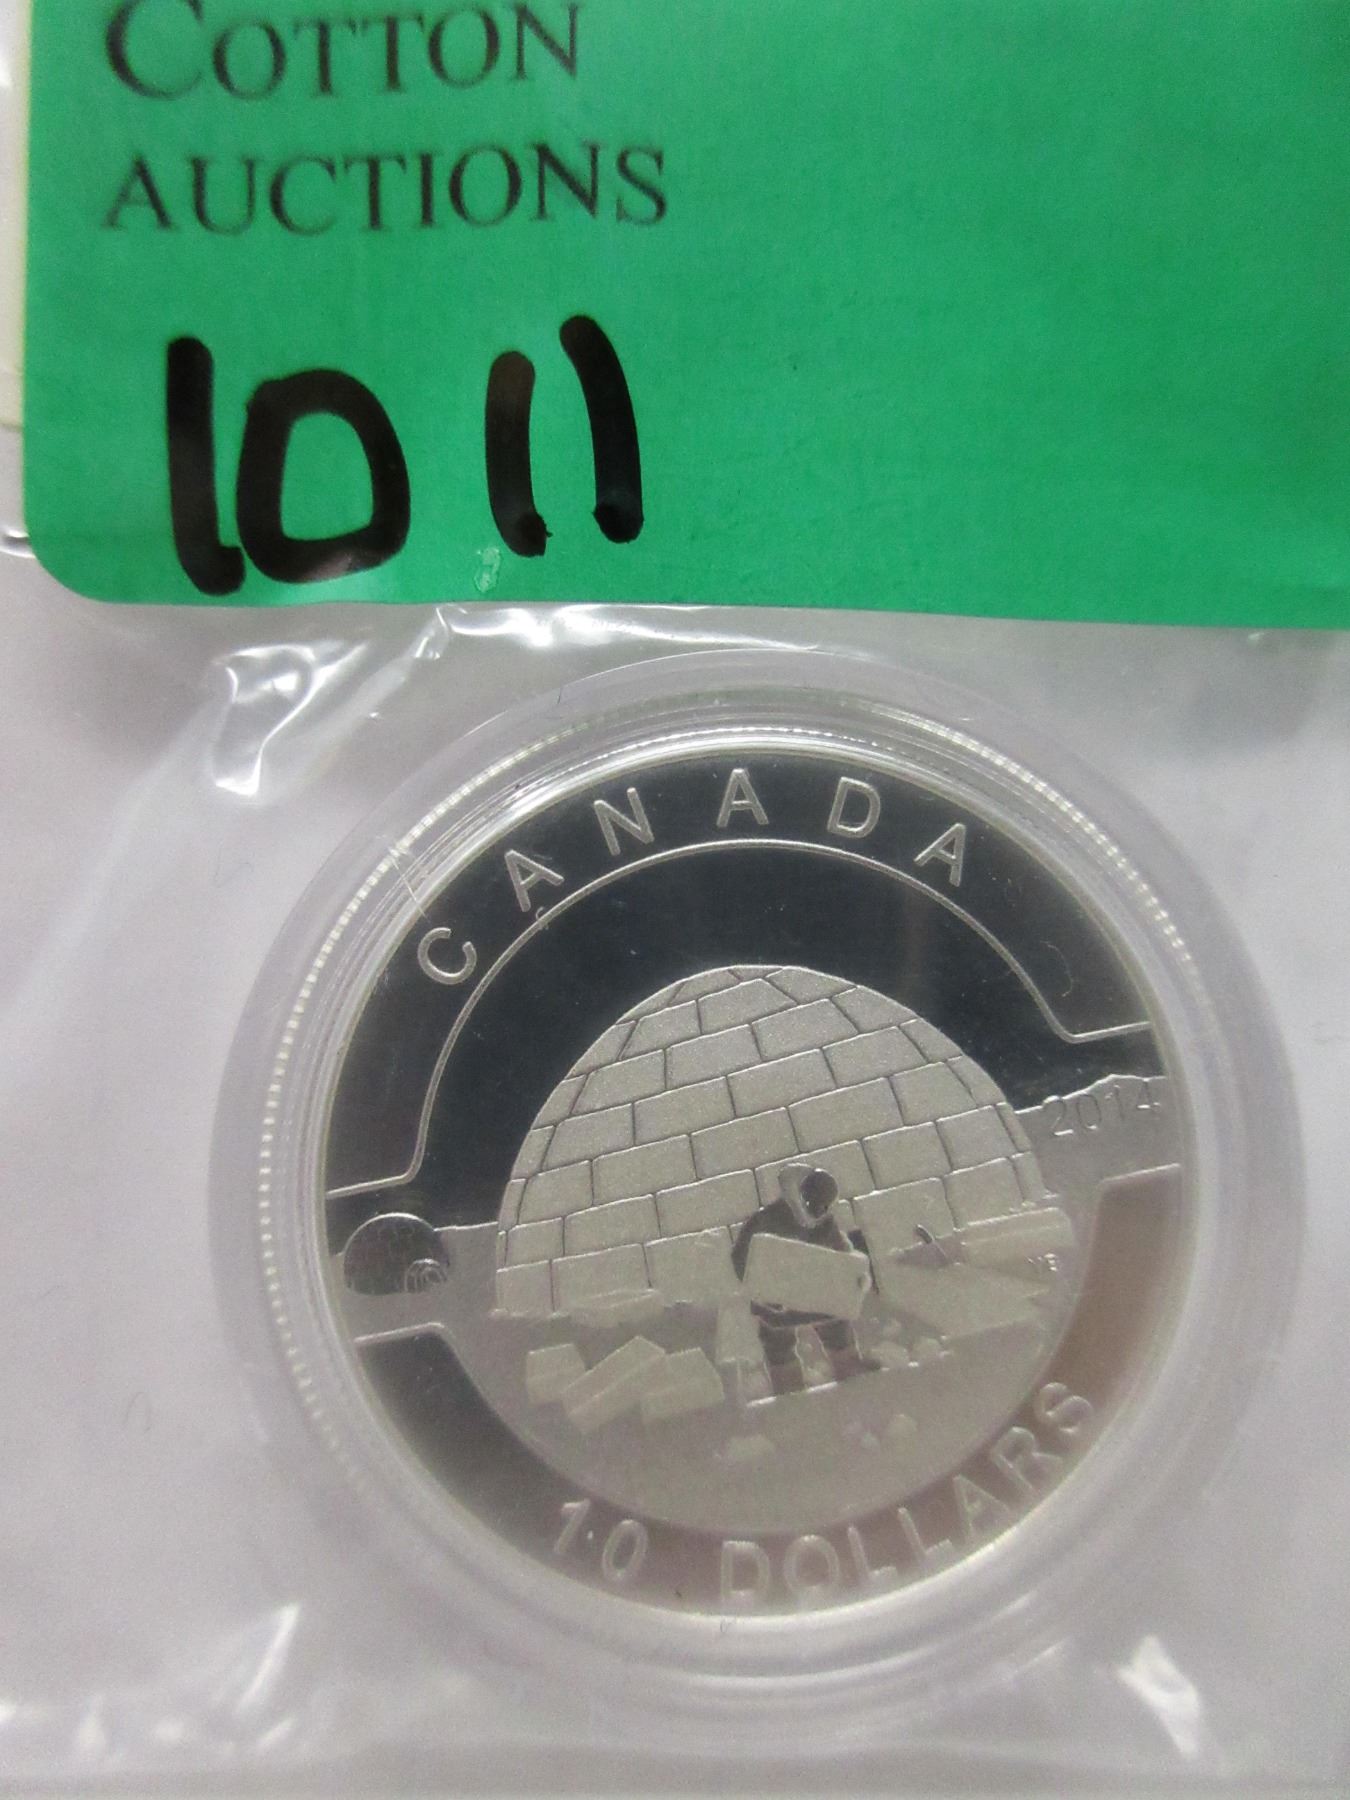 COTTON
AUCTIONS
1011
CANADA
2014
10 DOLLARS